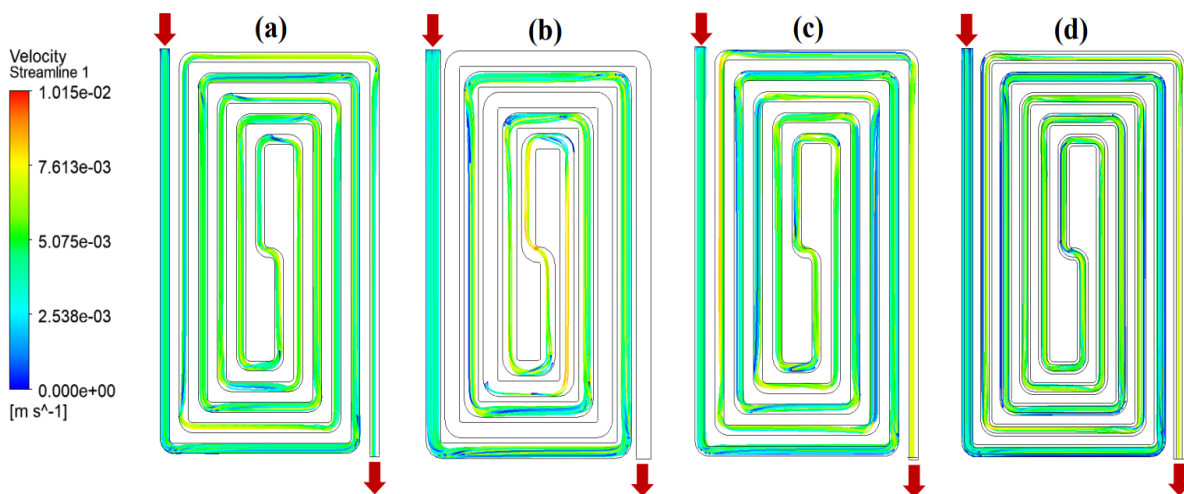 (a)
(b)
(c)
(d)
Velocity
Streamline 1
1.015e-02
7.613e-03
5.075e-03
2.538e-03
0.000e+00
[m s^-1]